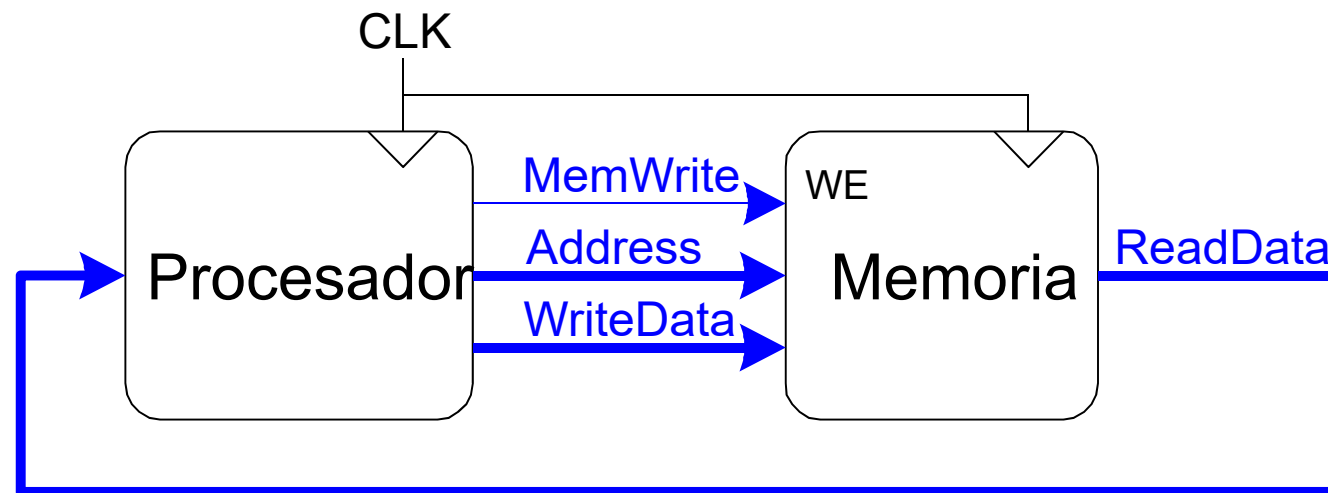 CLK
MemWrite
WE
Address
ReadData
Procesador
Memoria
WriteData